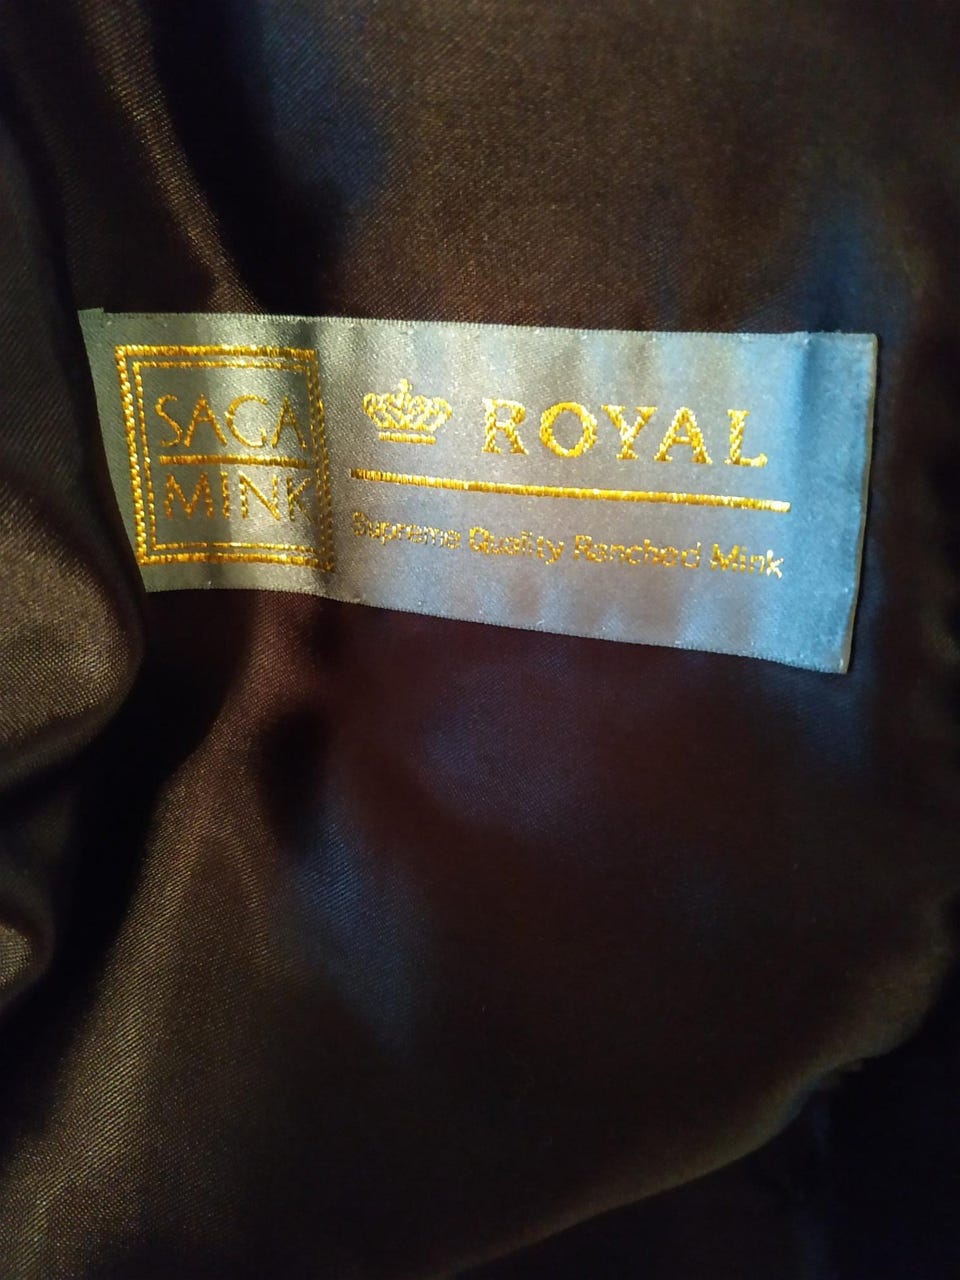 SAGA
MINK
ROYAL
Supreme Quality Ranched Mink